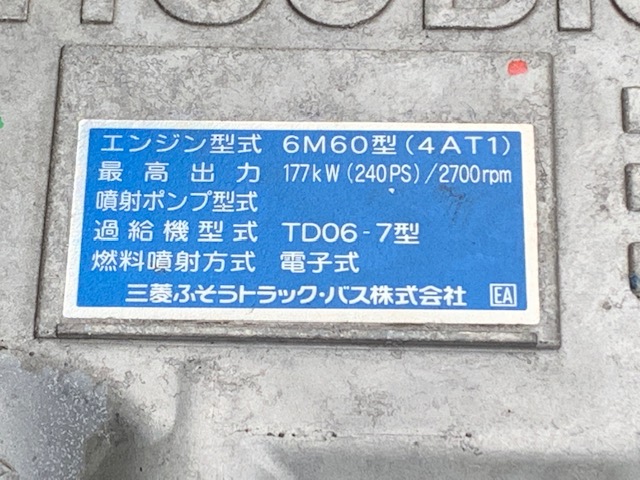 エンジン型式 6M60型(4AT1)
最高出力 177kW(240PS)/2700rpm
噴射ポンプ型式
過給機型式 TD06-7型
燃料噴射方式 電子式
三菱ふそうトラック・バス株式会社 EA